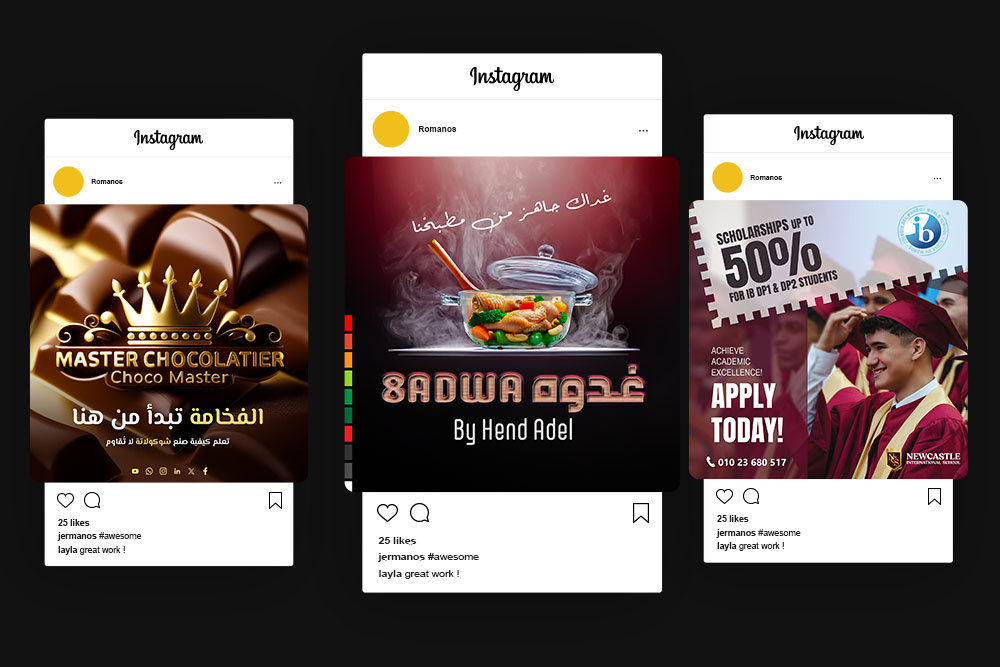 Instagram
Romanos
...
MASTER CHOCOLATIER
Choco Master
الفخامة تبدأ من هنا
تعلم كيفية صنع شوكولاتة لا تُقاوم
25 likes
jermanos #awesome
layla great work !
Instagram
Romanos
...
غداك جاهز من مطبخنا
8ADWA غدوه
By Hend Adel
25 likes
jermanos #awesome
layla great work !
Instagram
Romanos
...
SCHOLARSHIPS UP TO
50%
FOR IB DP1 & DP2 STUDENTS
ib
ACHIEVE
ACADEMIC
EXCELLENCE!
APPLY
TODAY!
010 23 680 517
NEWCASTLE
INTERNATIONAL SCHOOL
25 likes
jermanos #awesome
layla great work !